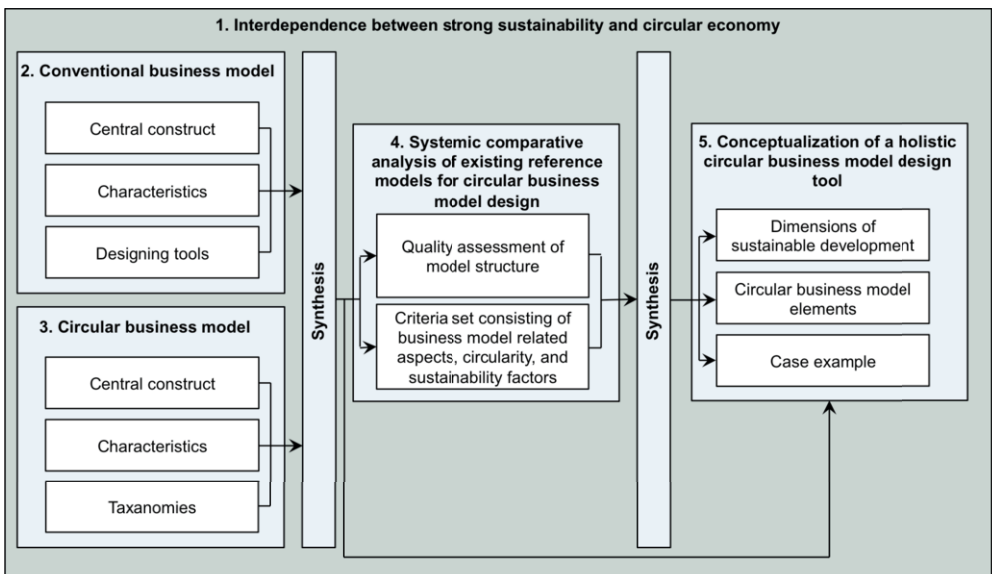 1. Interdependence between strong sustainability and circular economy
2. Conventional business model
Central construct
Characteristics
Designing tools
3. Circular business model
Central construct
Characteristics
Taxanomies
Synthesis
4. Systemic comparative
analysis of existing reference
models for circular business
model design
Quality assessment of
model structure
Criteria set consisting of
business model related
aspects, circularity, and
sustainability factors
Synthesis
5. Conceptualization of a holistic
circular business model design
tool
Dimensions of
sustainable development
Circular business model
elements
Case example